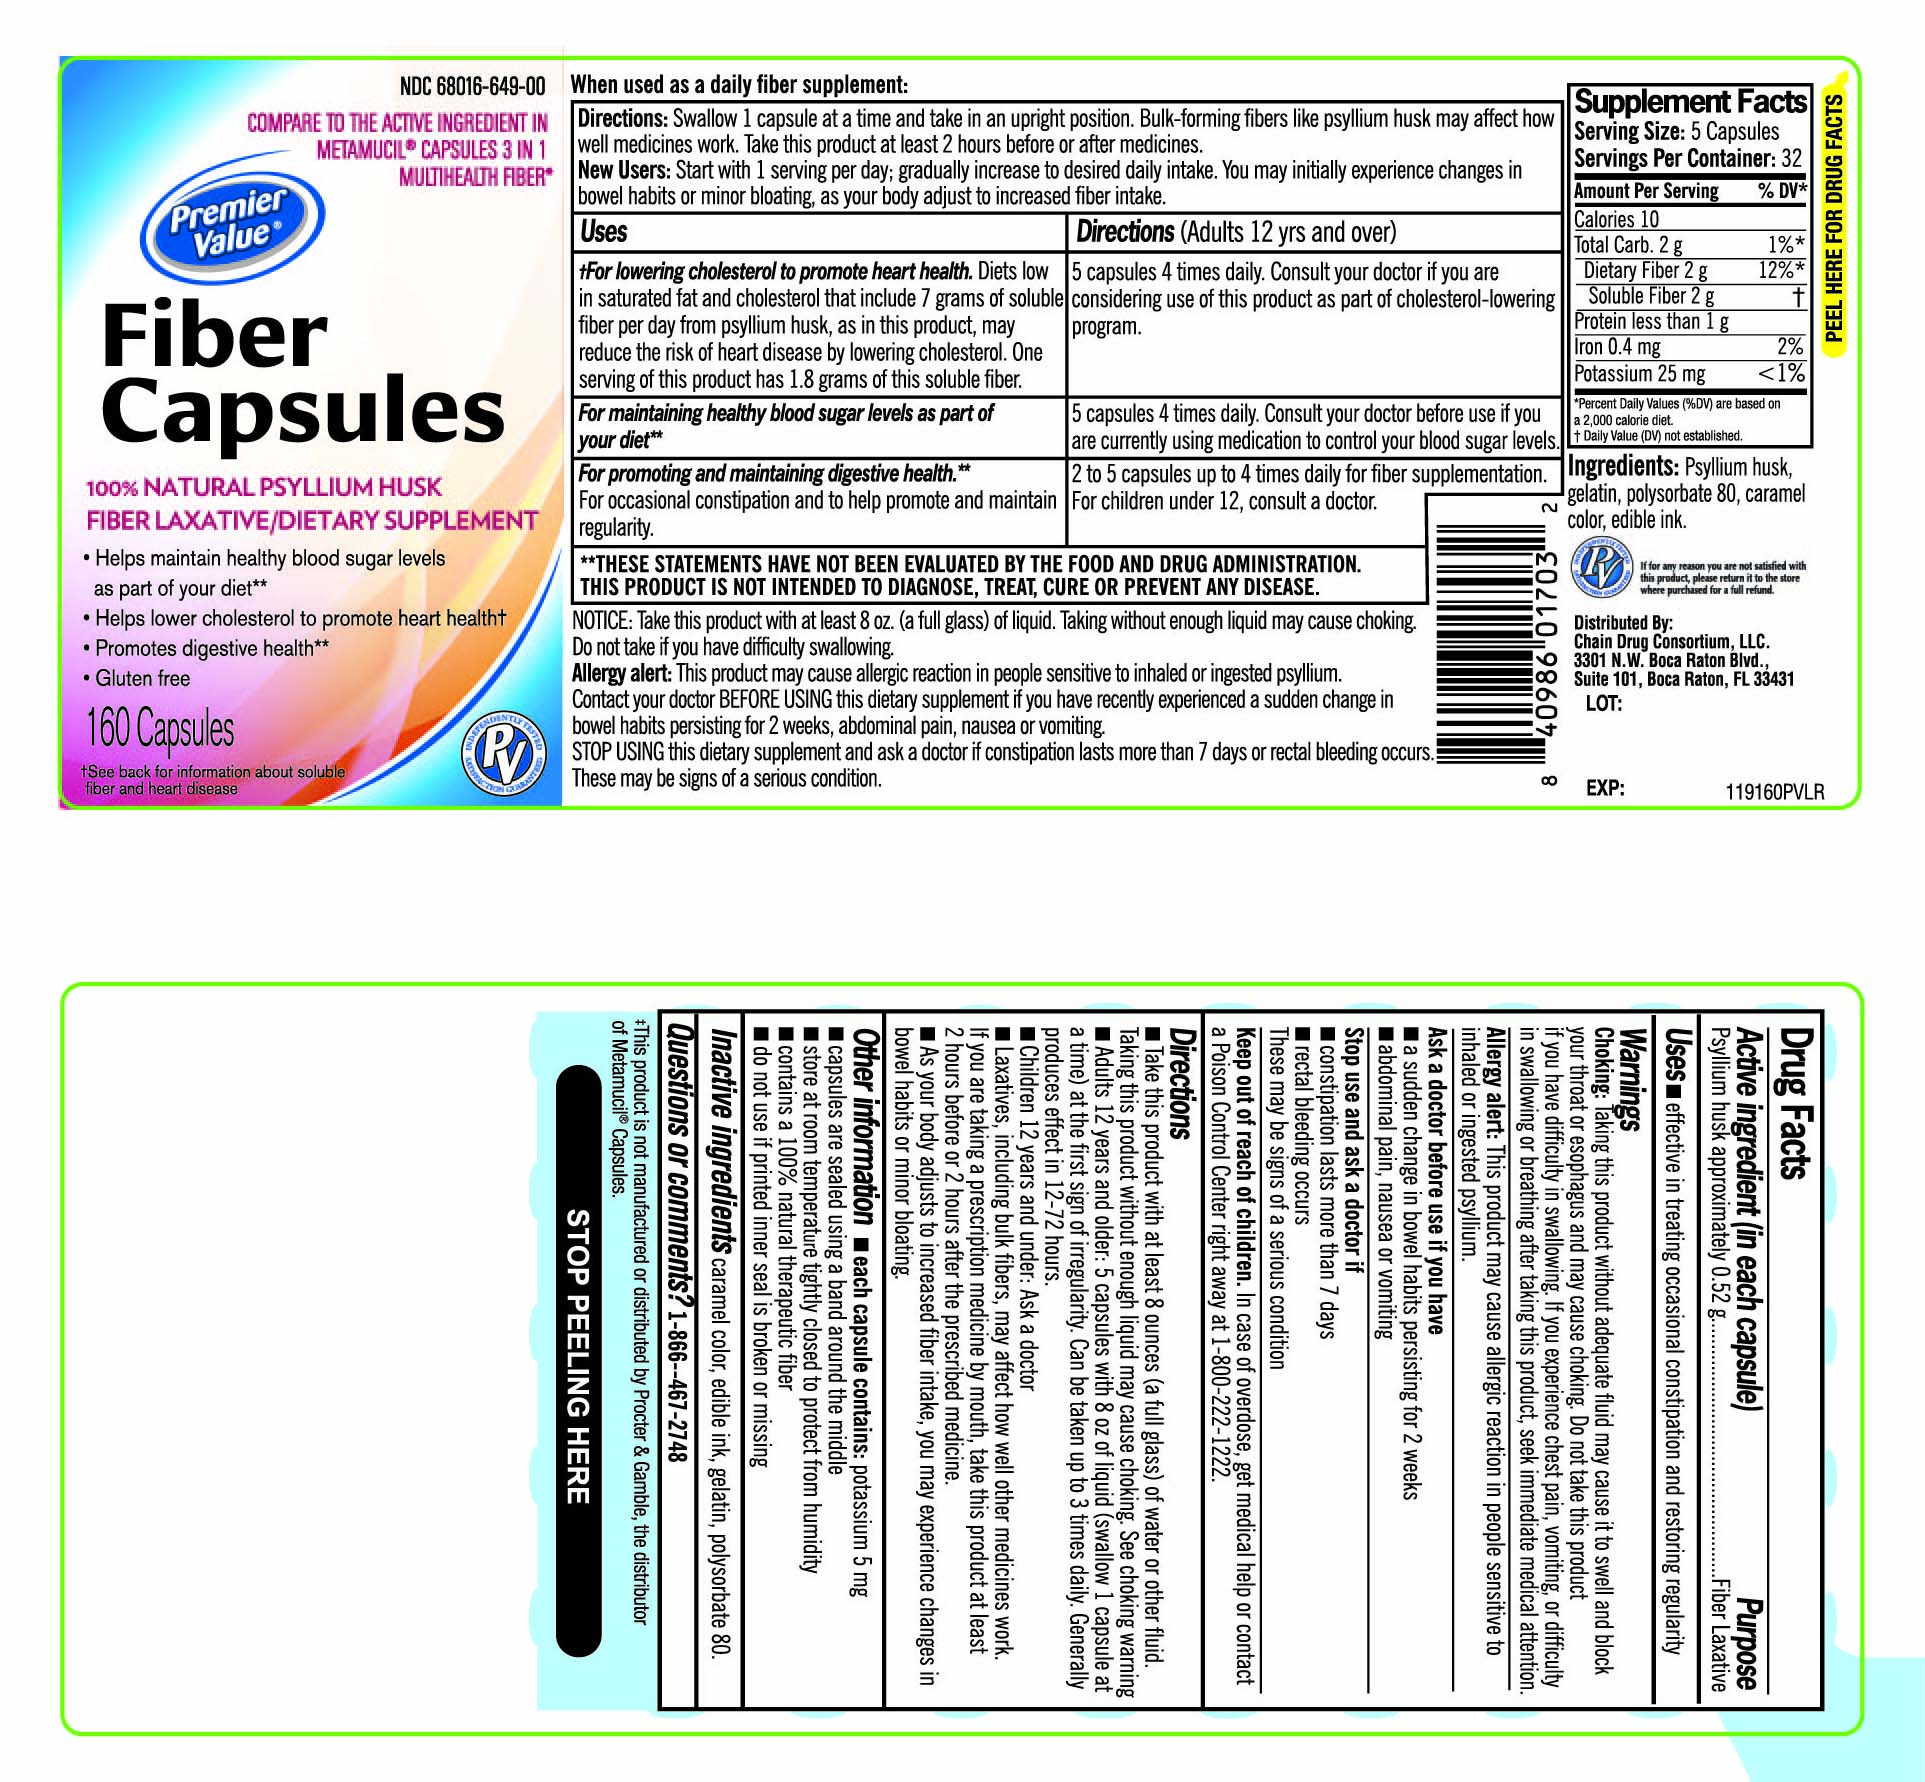 NDC 68016-649-00
COMPARE TO THE ACTIVE INGREDIENT IN
METAMUCIL® CAPSULES 3 IN 1
MULTIHEALTH FIBER*
Premier
Value®
Fiber
Capsules
100% NATURAL PSYLLIUM HUSK
FIBER LAXATIVE/DIETARY SUPPLEMENT
• Helps maintain healthy blood sugar levels
as part of your diet**
• Helps lower cholesterol to promote heart health†
• Promotes digestive health**
• Gluten free
160 Capsules
†See back for information about soluble
fiber and heart disease
INDEPENDENTLY TESTED
PV
SATISFACTION GUARANTEED
When used as a daily fiber supplement:
Directions: Swallow 1 capsule at a time and take in an upright position. Bulk-forming fibers like psyllium husk may affect how
well medicines work. Take this product at least 2 hours before or after medicines.
New Users: Start with 1 serving per day; gradually increase to desired daily intake. You may initially experience changes in
bowel habits or minor bloating, as your body adjust to increased fiber intake.
Uses
Directions (Adults 12 yrs and over)
†For lowering cholesterol to promote heart health. Diets low
in saturated fat and cholesterol that include 7 grams of soluble
fiber per day from psyllium husk, as in this product, may
reduce the risk of heart disease by lowering cholesterol. One
serving of this product has 1.8 grams of this soluble fiber.
5 capsules 4 times daily. Consult your doctor if you are
considering use of this product as part of cholesterol-lowering
program.
For maintaining healthy blood sugar levels as part of
your diet**
5 capsules 4 times daily. Consult your doctor before use if you
are currently using medication to control your blood sugar levels.
For promoting and maintaining digestive health.**
For occasional constipation and to help promote and maintain
regularity.
2 to 5 capsules up to 4 times daily for fiber supplementation.
For children under 12, consult a doctor.
**THESE STATEMENTS HAVE NOT BEEN EVALUATED BY THE FOOD AND DRUG ADMINISTRATION.
THIS PRODUCT IS NOT INTENDED TO DIAGNOSE, TREAT, CURE OR PREVENT ANY DISEASE.
NOTICE: Take this product with at least 8 oz. (a full glass) of liquid. Taking without enough liquid may cause choking.
Do not take if you have difficulty swallowing.
Allergy alert: This product may cause allergic reaction in people sensitive to inhaled or ingested psyllium.
Contact your doctor BEFORE USING this dietary supplement if you have recently experienced a sudden change in
bowel habits persisting for 2 weeks, abdominal pain, nausea or vomiting.
STOP USING this dietary supplement and ask a doctor if constipation lasts more than 7 days or rectal bleeding occurs.
These may be signs of a serious condition.
8 40986 01703 2
Supplement Facts
Serving Size: 5 Capsules
Servings Per Container: 32
Amount Per Serving % DV*
Calories 10
Total Carb. 2 g 1%*
Dietary Fiber 2 g 12%*
Soluble Fiber 2 g †
Protein less than 1 g
Iron 0.4 mg 2%
Potassium 25 mg <1%
*Percent Daily Values (%DV) are based on
a 2,000 calorie diet.
† Daily Value (DV) not established.
Ingredients: Psyllium husk,
gelatin, polysorbate 80, caramel
color, edible ink.
INDEPENDENTLY TESTED
PV
SATISFACTION GUARANTEED
If for any reason you are not satisfied with
this product, please return it to the store
where purchased for a full refund.
Distributed By:
Chain Drug Consortium, LLC.
3301 N.W. Boca Raton Blvd.,
Suite 101, Boca Raton, FL 33431
LOT:
EXP:
119160PVLR
PEEL HERE FOR DRUG FACTS
Drug Facts
Active ingredient (in each capsule) Purpose
Psyllium husk approximately 0.52 g..............................Fiber Laxative
Uses ■ effective in treating occasional constipation and restoring regularity
Warnings
Choking: Taking this product without adequate fluid may cause it to swell and block
your throat or esophagus and may cause choking. Do not take this product
if you have difficulty in swallowing. If you experience chest pain, vomiting, or difficulty
in swallowing or breathing after taking this product, seek immediate medical attention.
Allergy alert: This product may cause allergic reaction in people sensitive to
inhaled or ingested psyllium.
Ask a doctor before use if you have
■ a sudden change in bowel habits persisting for 2 weeks
■ abdominal pain, nausea or vomiting
Stop use and ask a doctor if
■ constipation lasts more than 7 days
■ rectal bleeding occurs
These may be signs of a serious condition
Keep out of reach of children. In case of overdose, get medical help or contact
a Poison Control Center right away at 1-800-222-1222.
Directions
■ Take this product with at least 8 ounces (a full glass) of water or other fluid.
Taking this product without enough liquid may cause choking. See choking warning
■ Adults 12 years and older: 5 capsules with 8 oz of liquid (swallow 1 capsule at
a time) at the first sign of irregularity. Can be taken up to 3 times daily. Generally
produces effect in 12-72 hours.
■ Children 12 years and under: Ask a doctor
■ Laxatives, including bulk fibers, may affect how well other medicines work.
If you are taking a prescription medicine by mouth, take this product at least
2 hours before or 2 hours after the prescribed medicine.
■ As your body adjusts to increased fiber intake, you may experience changes in
bowel habits or minor bloating.
Other information ■ each capsule contains: potassium 5 mg
■ capsules are sealed using a band around the middle
■ store at room temperature tightly closed to protect from humidity
■ contains a 100% natural therapeutic fiber
■ do not use if printed inner seal is broken or missing
Inactive ingredients caramel color, edible ink, gelatin, polysorbate 80.
Questions or comments? 1-866--467-2748
‡This product is not manufactured or distributed by Procter & Gamble, the distributor
of Metamucil® Capsules.
STOP PEELING HERE